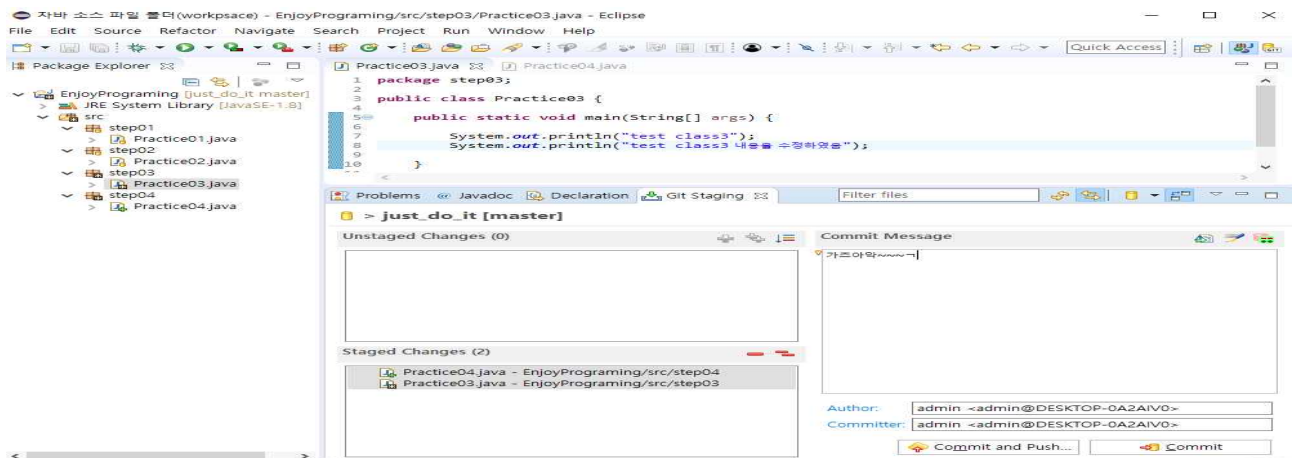 자바 소스 파일 폴더(workpsace) - EnjoyPrograming/src/step03/Practice03.java - Eclipse
File Edit Source Refactor Navigate Search Project Run Window Help
Quick Access
Package Explorer
EnjoyPrograming [just_do_it master]
JRE System Library [JavaSE-1.8]
src
step01
Practice01.java
step02
Practice02.java
step03
Practice03.java
step04
Practice04.java
Practice03.java Practice04.java
1 package step03;
2
3 public class Practice03 {
4
5 public static void main(String[] args) {
6
7 System.out.println("test class3");
8 System.out.println("test class3 내용을 수정하였음");
9
10 }
Problems Javadoc Declaration Git Staging
Filter files
> just_do_it [master]
Unstaged Changes (0)
Staged Changes (2)
Practice04.java - EnjoyPrograming/src/step04
Practice03.java - EnjoyPrograming/src/step03
Commit Message
가즈아악~~~ㄱ
Author: admin <admin@DESKTOP-0A2AIV0>
Committer: admin <admin@DESKTOP-0A2AIV0>
Commit and Push... Commit